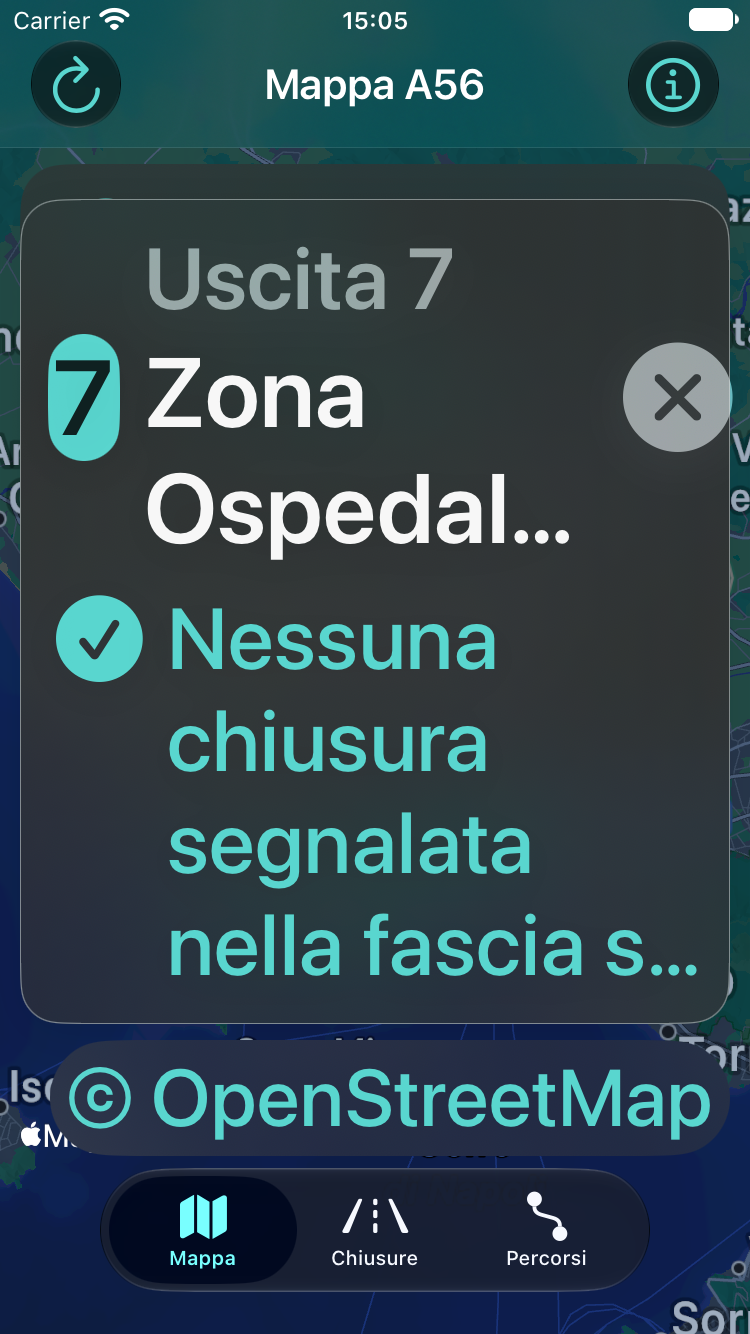 Carrier
15:05
Mappa A56
Uscita 7
7
Zona
Ospedal...
Nessuna
chiusura
segnalata
nella fascia s...
© OpenStreetMap
Mappa
Chiusure
Percorsi